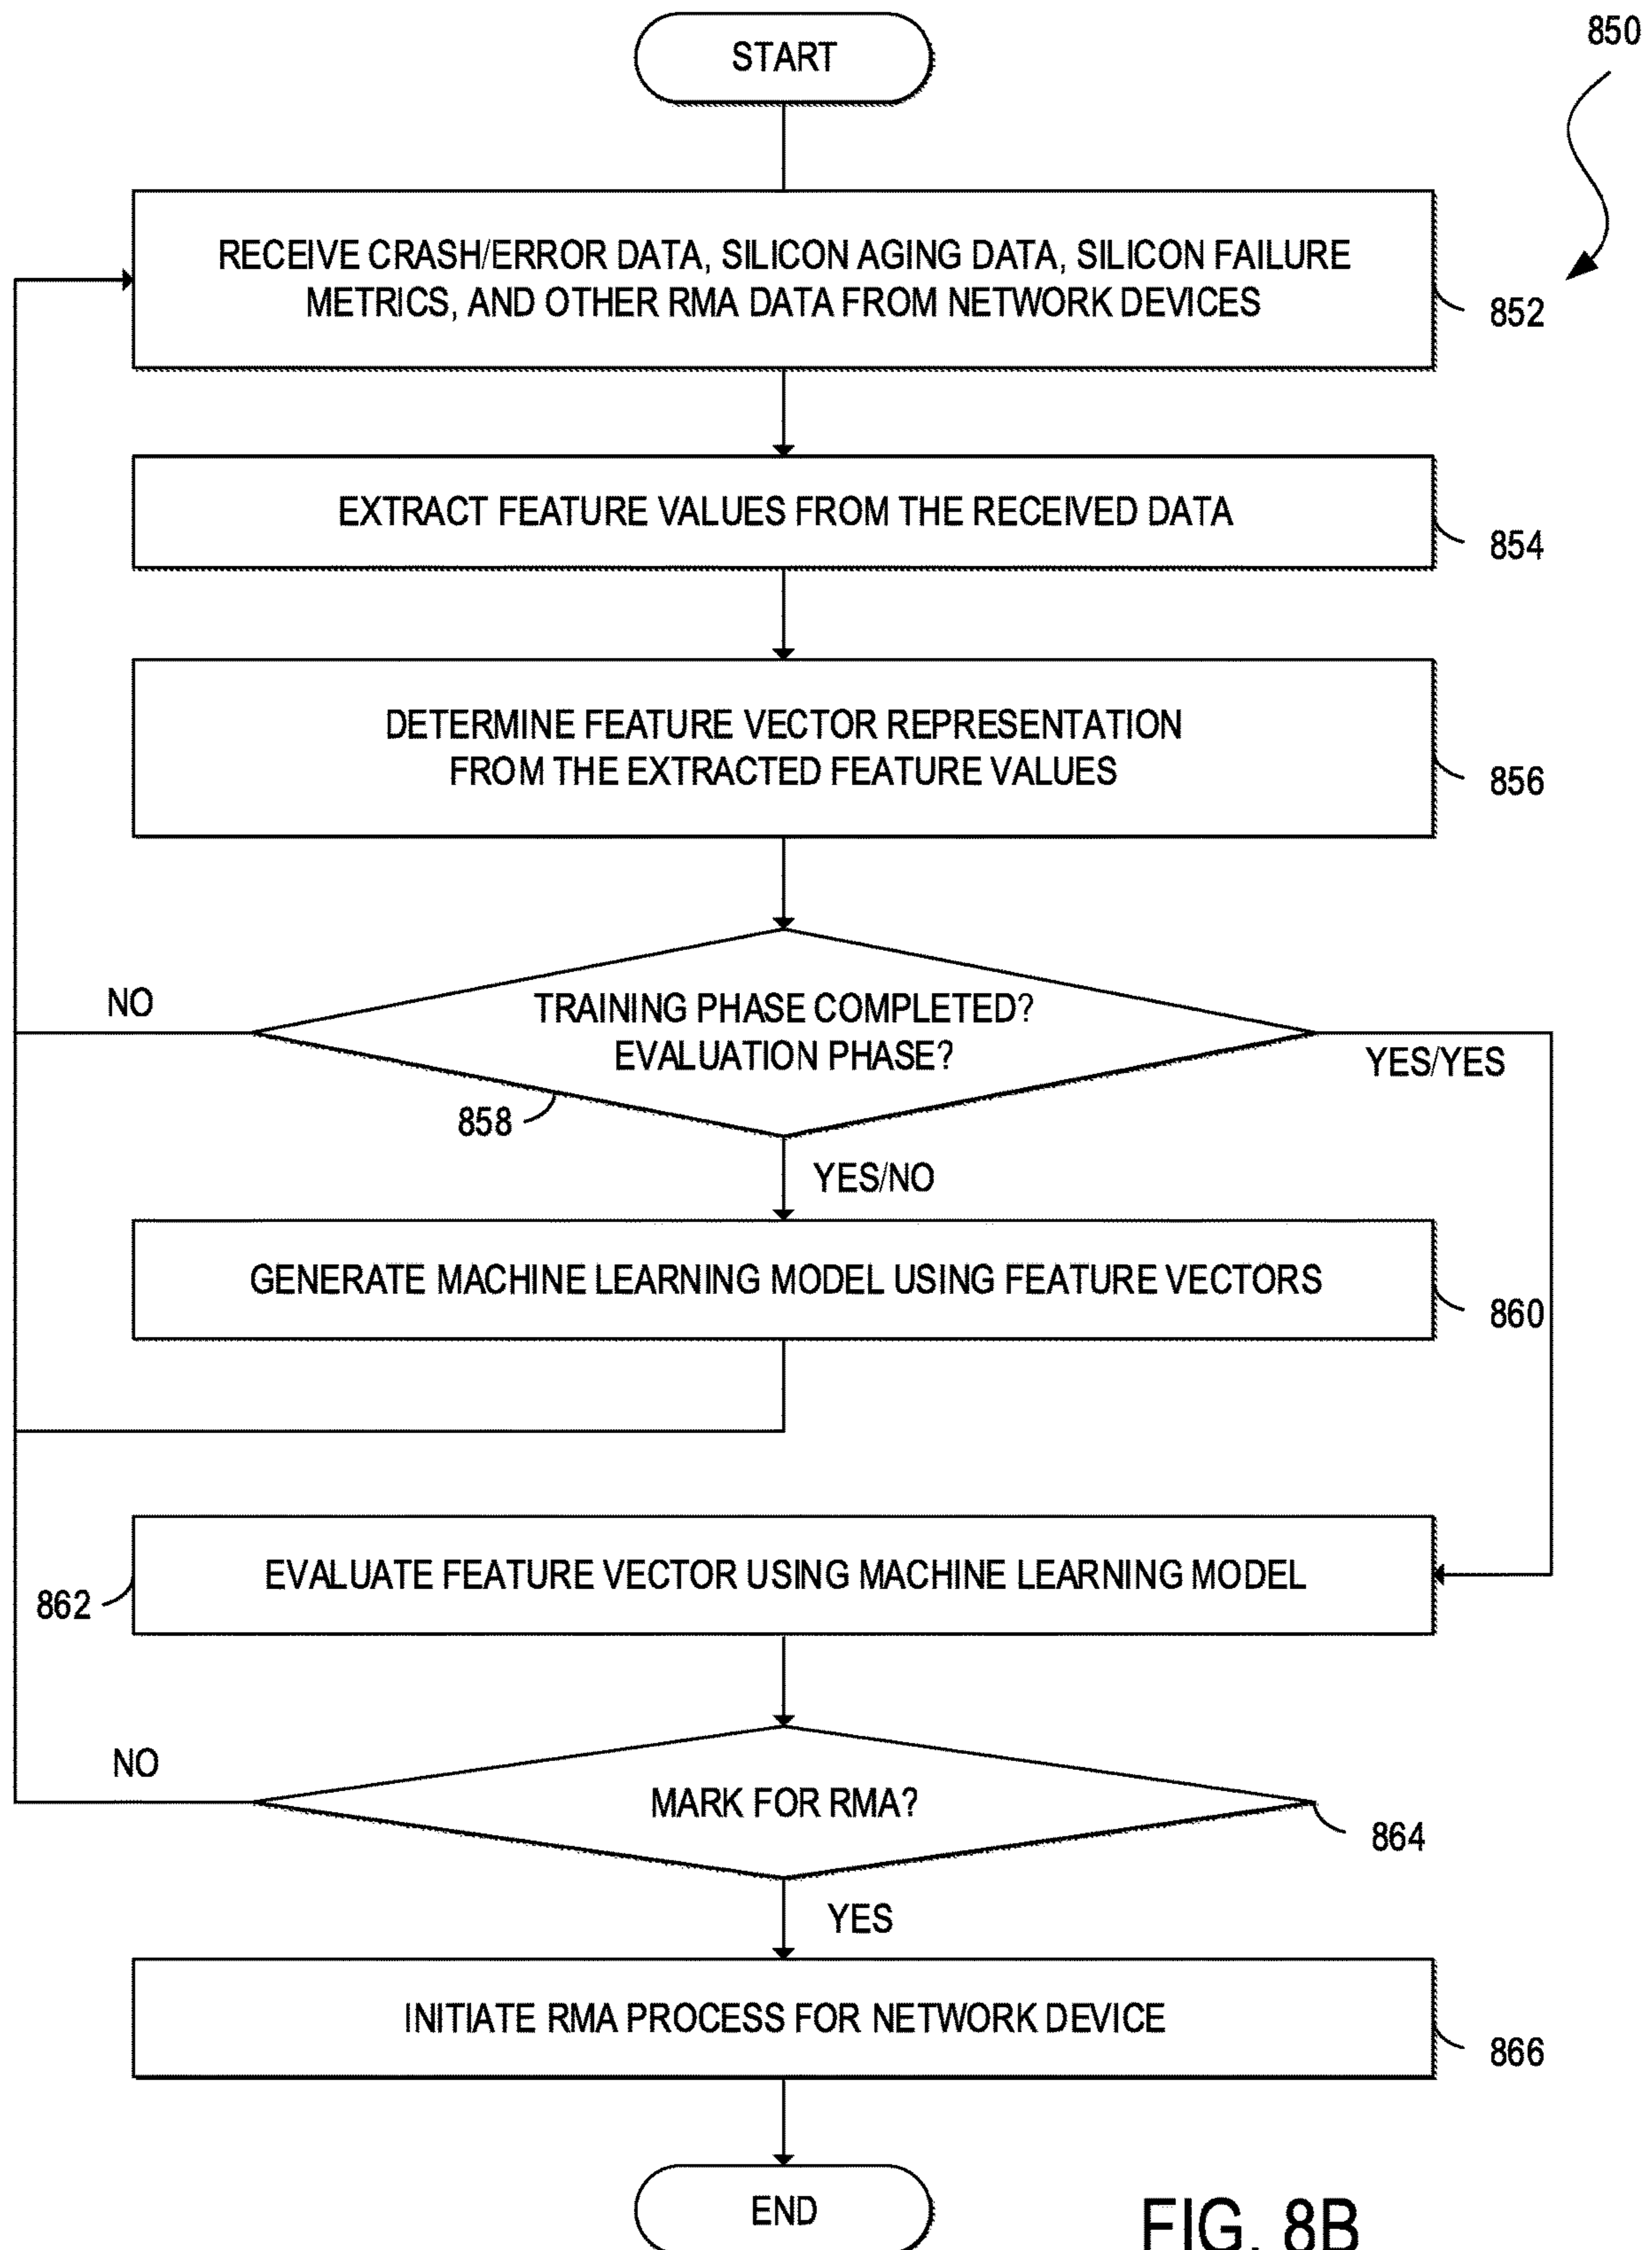 START
850
RECEIVE CRASH/ERROR DATA, SILICON AGING DATA, SILICON FAILURE
METRICS, AND OTHER RMA DATA FROM NETWORK DEVICES
852
EXTRACT FEATURE VALUES FROM THE RECEIVED DATA
854
DETERMINE FEATURE VECTOR REPRESENTATION
FROM THE EXTRACTED FEATURE VALUES
856
NO
TRAINING PHASE COMPLETED?
EVALUATION PHASE?
YES/YES
858
YES/NO
GENERATE MACHINE LEARNING MODEL USING FEATURE VECTORS
860
EVALUATE FEATURE VECTOR USING MACHINE LEARNING MODEL
862
NO
MARK FOR RMA?
864
YES
INITIATE RMA PROCESS FOR NETWORK DEVICE
866
END
FIG. 8B